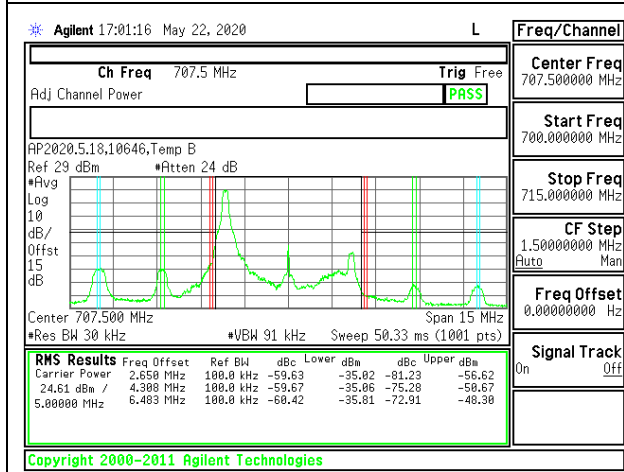 Agilent 17:01:16 May 22, 2020 L
Freq/Channel
Ch Freq 707.5 MHz Trig Free
Adj Channel Power PASS
AP2020.5.18,10646,Temp B
Ref 29 dBm #Atten 24 dB
#Avg
Log
10
dB/
Offst
15
dB
Center 707.500 MHz Span 15 MHz
#Res BW 30 kHz #VBW 91 kHz Sweep 50.33 ms (1001 pts)
RMS Results Freq Offset Ref BW dBc Lower dBm dBc Upper dBm
Carrier Power 2.650 MHz 100.0 kHz -59.63 -35.02 -81.23 -56.62
24.61 dBm / 4.308 MHz 100.0 kHz -59.67 -35.06 -75.28 -50.67
5.00000 MHz 6.483 MHz 100.0 kHz -60.42 -35.81 -72.91 -48.30
Center Freq
707.500000 MHz
Start Freq
700.000000 MHz
Stop Freq
715.000000 MHz
CF Step
1.50000000 MHz
Auto Man
Freq Offset
0.00000000 Hz
Signal Track
On Off
Copyright 2000-2011 Agilent Technologies